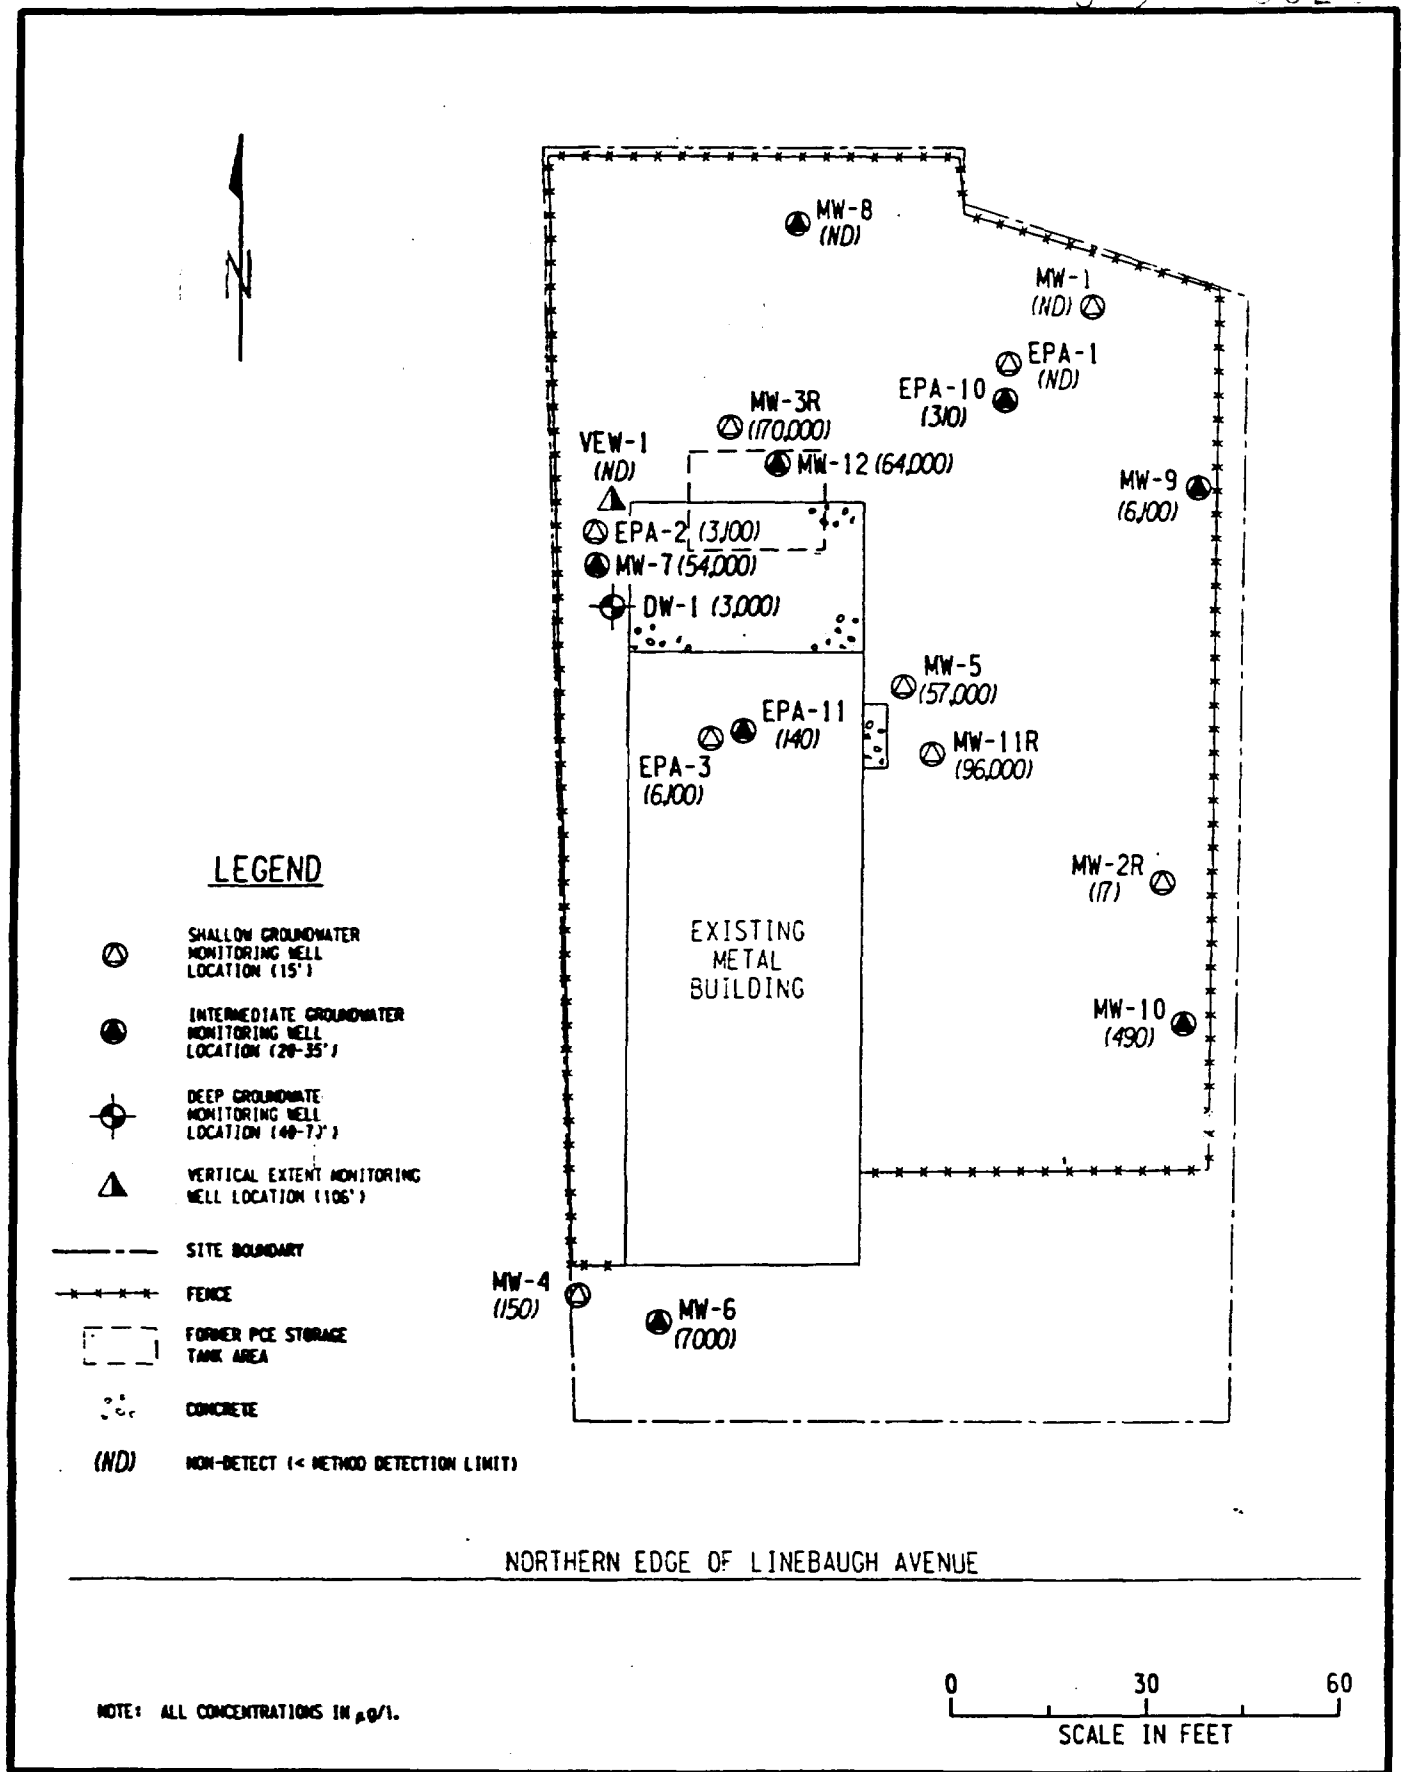 N
MW-8
(ND)
MW-1
(ND)
EPA-1
(ND)
EPA-10
(310)
MW-3R
(170,000)
VEW-1
(ND)
MW-12 (64,000)
MW-9
(6,100)
EPA-2 (3,100)
MW-7 (54,000)
DW-1 (3,000)
MW-5
(57,000)
EPA-11
(140)
MW-11R
(96,000)
EPA-3
(6,100)
MW-2R
(17)
EXISTING
METAL
BUILDING
MW-10
(490)
MW-4
(150)
MW-6
(7000)
LEGEND
SHALLOW GROUNDWATER
MONITORING WELL
LOCATION (15')
INTERMEDIATE GROUNDWATER
MONITORING WELL
LOCATION (20-35')
DEEP GROUNDWATE
MONITORING WELL
LOCATION
VERTICAL EXTENT MONITORING
WELL LOCATION (106')
SITE BOUNDARY
FENCE
FORMER PCE STORAGE
TANK AREA
CONCRETE
(ND) NON-DETECT (< METHOD DETECTION LIMIT)
NORTHERN EDGE OF LINEBAUGH AVENUE
NOTE: ALL CONCENTRATIONS IN µg/l.
0 30 60
SCALE IN FEET